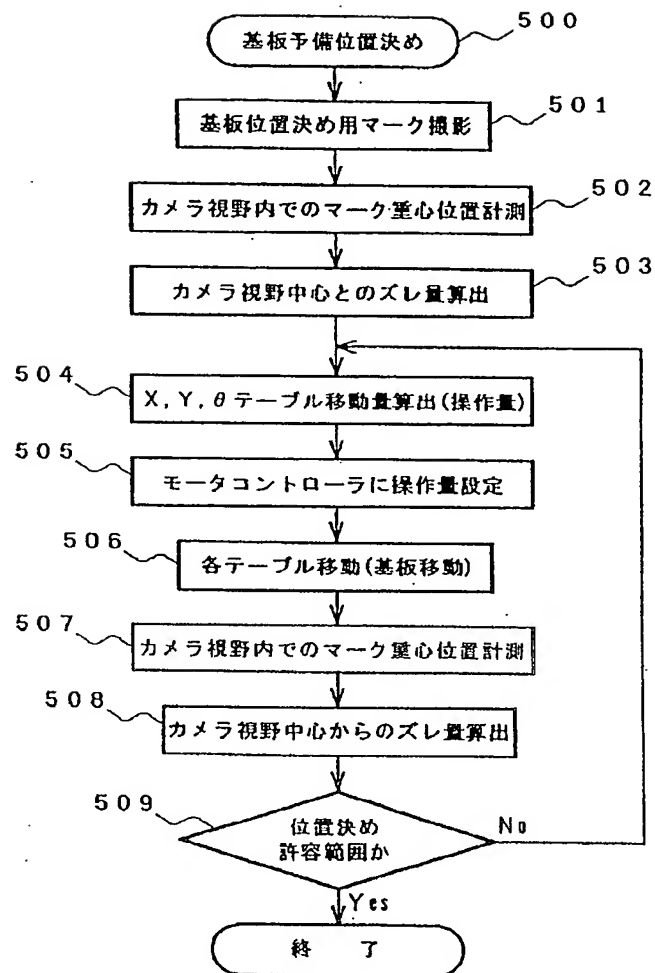 基板予備位置決め
500
基板位置決め用マーク撮影
501
カメラ視野内でのマーク重心位置計測
502
カメラ視野中心とのズレ量算出
503
504
X,Y,θテーブル移動量算出(操作量)
505
モータコントローラに操作量設定
506
各テーブル移動(基板移動)
507
カメラ視野内でのマーク重心位置計測
508
カメラ視野中心からのズレ量算出
509
位置決め
許容範囲か
No
Yes
終 了